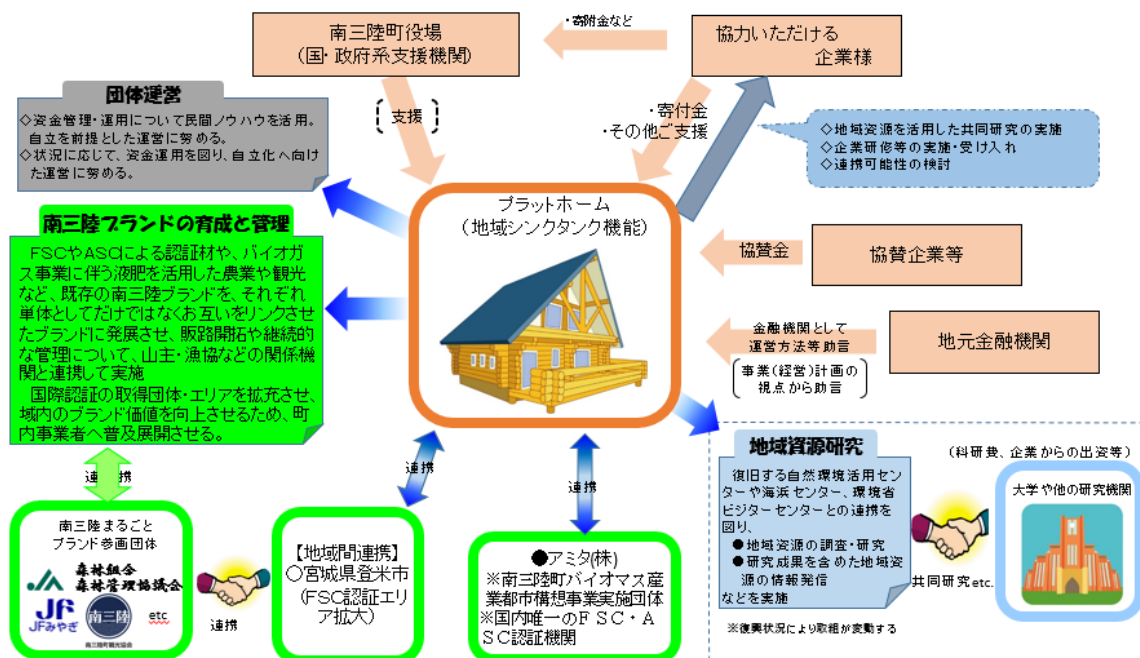 南三陸町役場
(国・政府系支援機関)
・寄附金など
協力いただける
企業様
団体運営
◇資金管理・運用について民間ノウハウを活用。
自立を前提とした運営に努める。
◇状況に応じて、資金運用を図り、自立化へ向け
た運営に努める。
支援
・寄付金
・その他ご支援
◇地域資源を活用した共同研究の実施
◇企業研修等の実施・受け入れ
◇連携可能性の検討
プラットホーム
(地域シンクタンク機能)
南三陸ブランドの育成と管理
FSCやASCによる認証材や、バイオガ
ス事業に伴う液肥を活用した農業や観光
など、既存の南三陸ブランドを、それぞれ
単体としてだけではなくお互いをリンクさせ
たブランドに発展させ、販路開拓や継続的
な管理について、山主・漁協などの関係機
関と連携して実施
国際認証の取得団体・エリアを拡充させ、
域内のブランド価値を向上させるため、町
内事業者へ普及展開させる。
協賛金
協賛企業等
金融機関として
運営方法等助言
地元金融機関
事業(経営)計画の
視点から助言
連携
連携
連携
南三陸まるごと
ブランド参画団体
JA
森林組合
森林管理協議会
JF
JFみやぎ
南三陸
南三陸町観光協会
etc
連携
【地域間連携】
○宮城県登米市
(FSC認証エリ
ア拡大)
●アミタ(株)
※南三陸町バイオマス産
業都市構想事業実施団体
※国内唯一のFSC・A
SC認証機関
地域資源研究
復旧する自然環境活用セン
ターや海浜センター、環境省
ビジターセンターとの連携を
図り、
●地域資源の調査・研究
●研究成果を含めた地域資
源の情報発信
などを実施
※復興状況により取組が変動する
(科研費、企業からの出資等)
共同研究etc.
大学や他の研究機関